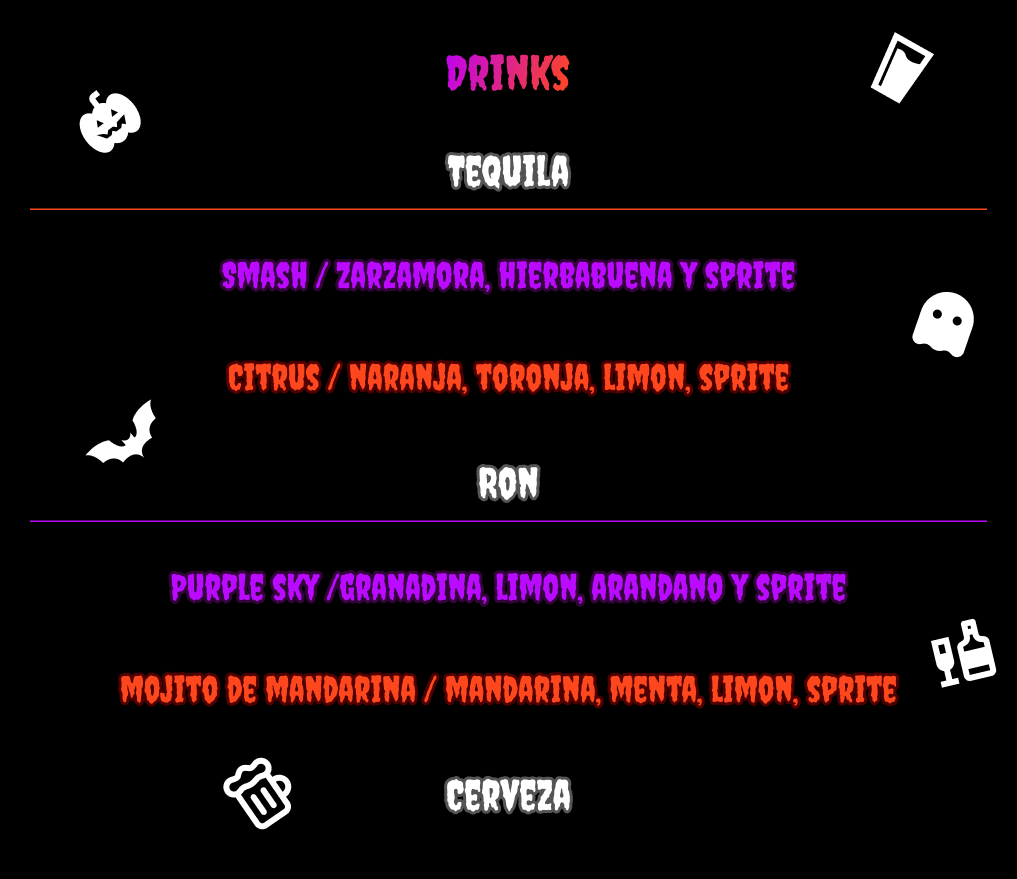 DRINKS
TEQUILA
SMASH / ZARZAMORA, HIERBABUENA Y SPRITE
CITRUS / NARANJA, TORONJA, LIMON, SPRITE
RON
PURPLE SKY /GRANADINA, LIMON, ARANDANO Y SPRITE
MOJITO DE MANDARINA / MANDARINA, MENTA, LIMON, SPRITE
CERVEZA